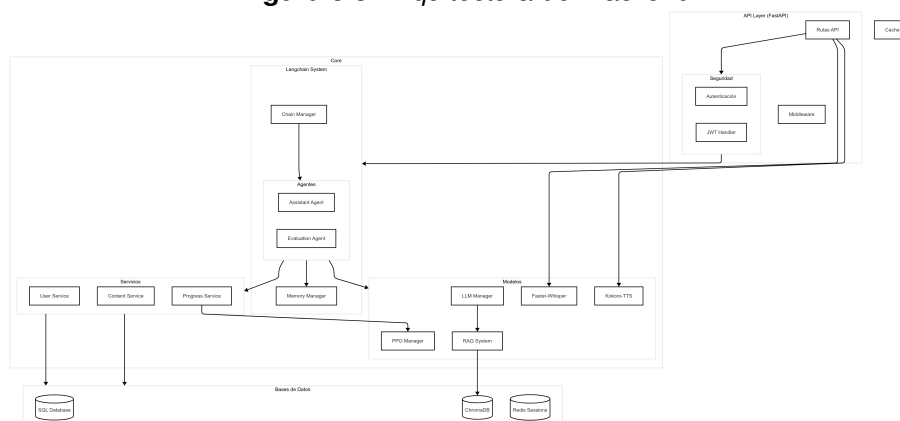 API Layer (FastAPI)
Rutas API
Cache
Core
Langchain System
Seguridad
Autenticación
Chain Manager
Middleware
JWT Handler
Agentes
Assistant Agent
Evaluation Agent
Servicios
Modelos
User Service
Content Service
Progress Service
Memory Manager
LLM Manager
Faster-Whisper
Kokoro-TTS
PPO Manager
RAG System
Bases de Datos
SQL Database
ChromaDB
Redis Sessions